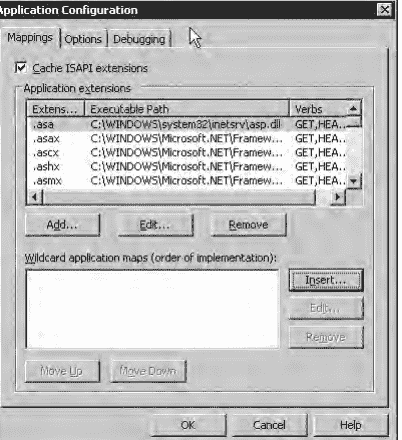 Application Configuration
Mappings Options Debugging
Cache ISAPI extensions
Application extensions
Extens... Executable Path Verbs
.asa C:\WINDOWS\system32\inetsrv\asp.dll GET,HEA..
.asax C:\WINDOWS\Microsoft.NET\Framew... GET,HEA..
.ascx C:\WINDOWS\Microsoft.NET\Framew... GET,HEA..
.ashx C:\WINDOWS\Microsoft.NET\Framew... GET,HEA..
.asmx C:\WINDOWS\Microsoft.NET\Framew... GET,HEA..
Add... Edit... Remove
Wildcard application maps (order of implementation):
Insert...
Edit...
Remove
Move Up Move Down
OK Cancel Help